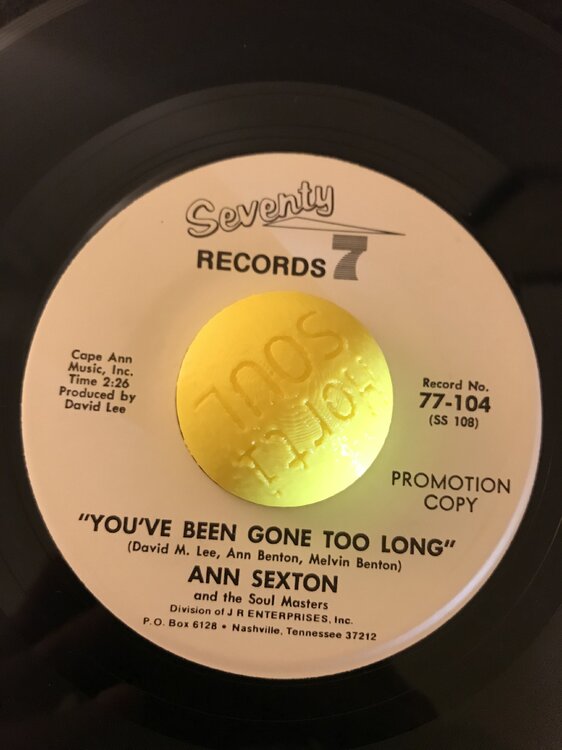 Seventy
RECORDS 7
Cape Ann
Music, Inc.
Time 2:26
Produced by
David Lee
SOUL
Record No.
77-104
(SS 108)
PROMOTION
COPY
"YOU'VE BEEN GONE TOO LONG"
(David M. Lee, Ann Benton, Melvin Benton)
ANN SEXTON
and the Soul Masters
Division of J R ENTERPRISES, Inc.
P.O. Box 6128 • Nashville, Tennessee 37212